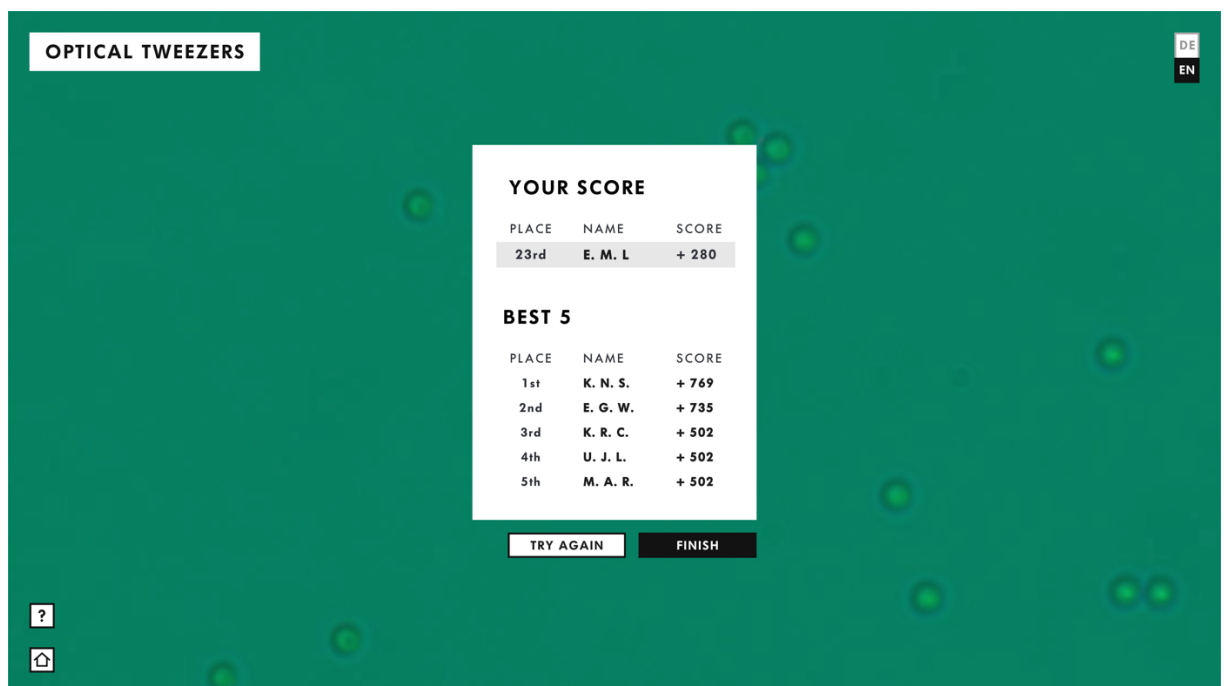 OPTICAL TWEEZERS
DE
EN
YOUR SCORE
PLACE NAME SCORE
23rd E. M. L + 280
BEST 5
PLACE NAME SCORE
1st K. N. S. + 769
2nd E. G. W. + 735
3rd K. R. C. + 502
4th U. J. L. + 502
5th M. A. R. + 502
TRY AGAIN FINISH
?